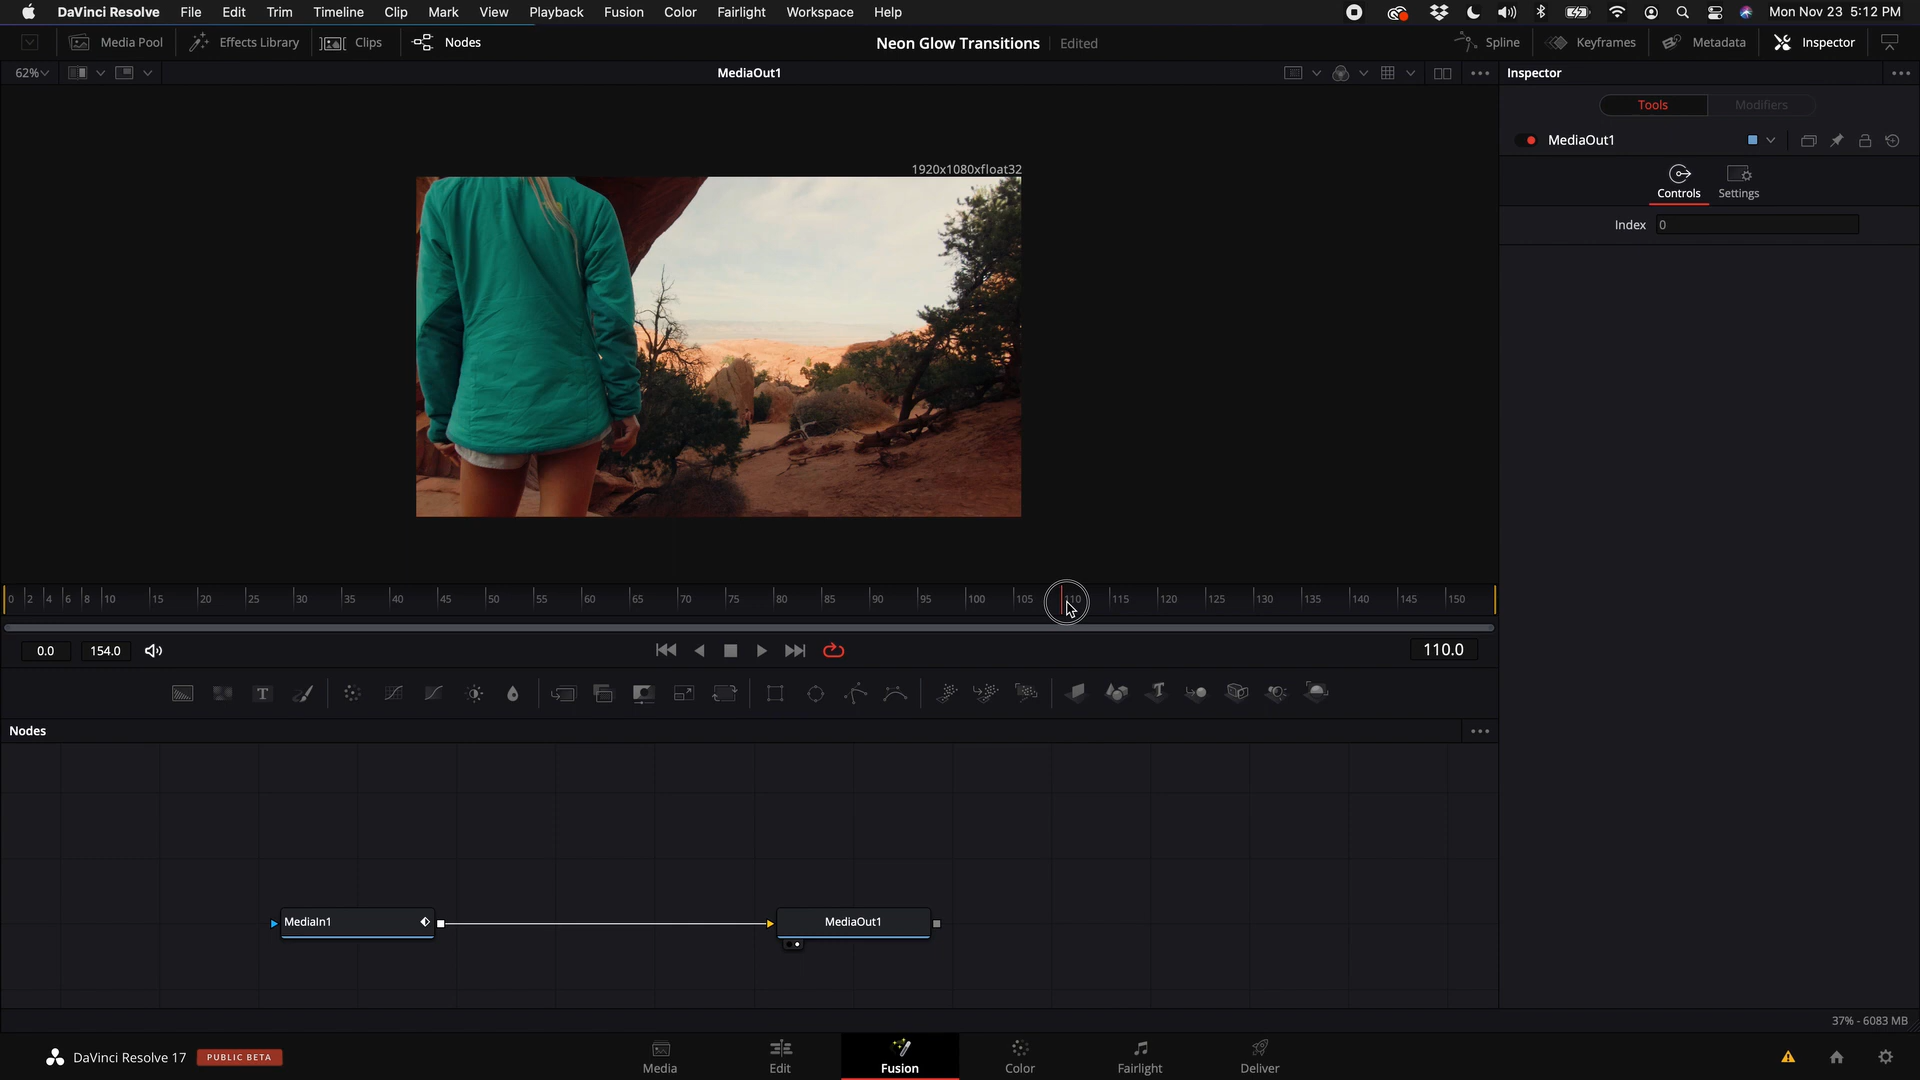 DaVinci Resolve File Edit Trim Timeline Clip Mark View Playback Fusion Color Fairlight Workspace Help Mon Nov 23 5:12 PM
Media Pool Effects Library Clips Nodes Neon Glow Transitions Edited Spline Keyframes Metadata Inspector
62% MediaOut1 Inspector
Tools Modifiers
MediaOut1
1920x1080xfloat32
Controls Settings
Index 0
0 2 4 6 8 10 15 20 25 30 35 40 45 50 55 60 65 70 75 80 85 90 95 100 105 110 115 120 125 130 135 140 145 150
0.0 154.0 110.0
T T
Nodes
MediaIn1 MediaOut1
37% - 6083 MB
DaVinci Resolve 17 PUBLIC BETA Media Edit Fusion Color Fairlight Deliver